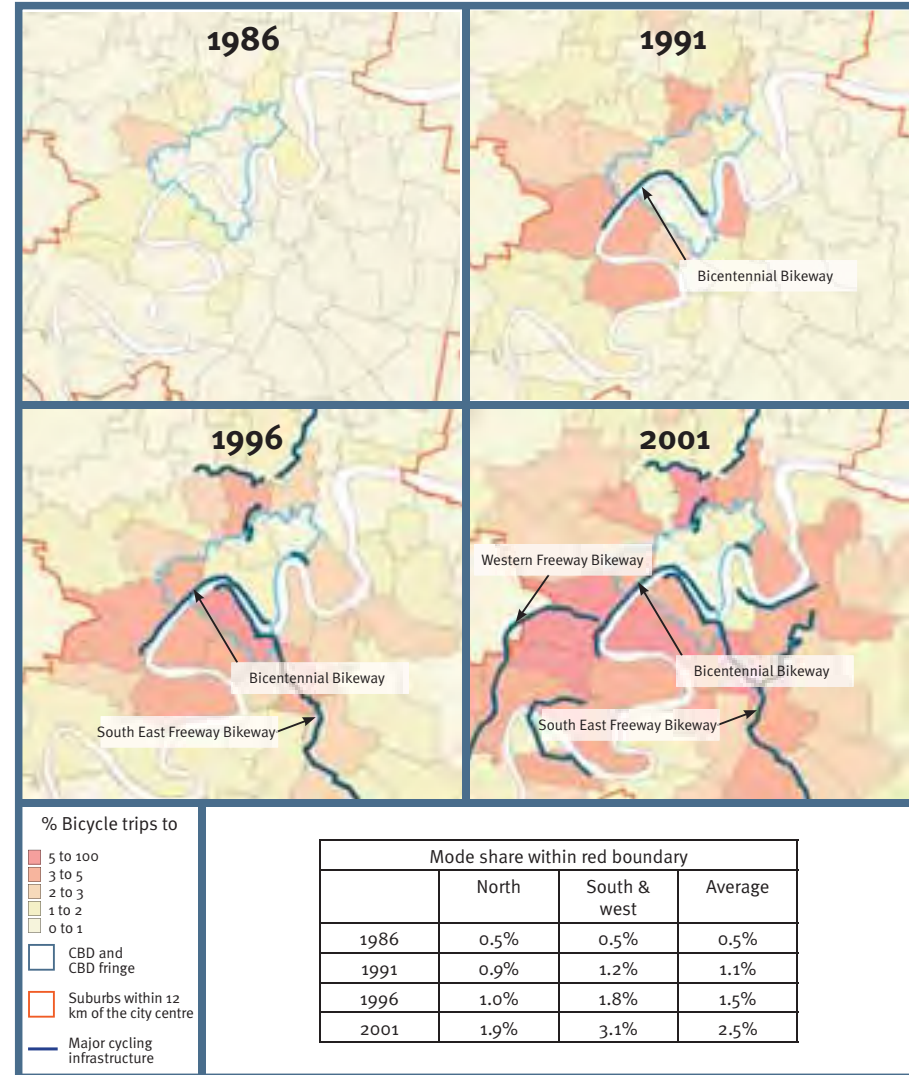 1986
1991
Bicentennial Bikeway
1996
Bicentennial Bikeway
South East Freeway Bikeway
2001
Western Freeway Bikeway
Bicentennial Bikeway
South East Freeway Bikeway
% Bicycle trips to
5 to 100
3 to 5
2 to 3
1 to 2
0 to 1
CBD and
CBD fringe
Suburbs within 12
km of the city centre
Major cycling
infrastructure
Mode share within red boundary
North South & west Average
1986 0.5% 0.5% 0.5%
1991 0.9% 1.2% 1.1%
1996 1.0% 1.8% 1.5%
2001 1.9% 3.1% 2.5%